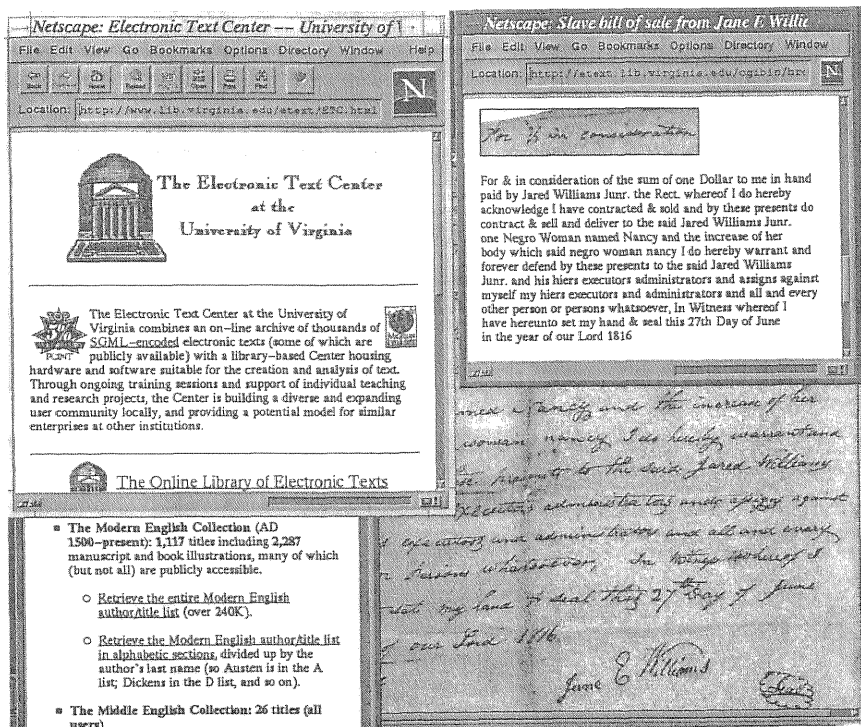 Netscape: Electronic Text Center -- University of
File Edit View Go Bookmarks Options Directory Window Help
Back Home Reload Open Print Find
Location: http://www.lib.virginia.edu/etext/ETC.html
N
The Electronic Text Center
at the
University of Virginia
POINT
The Electronic Text Center at the University of
Virginia combines an on-line archive of thousands of
SGML-encoded electronic texts (some of which are
publicly available) with a library-based Center housing
hardware and software suitable for the creation and analysis of text.
Through ongoing training sessions and support of individual teaching
and research projects, the Center is building a diverse and expanding
user community locally, and providing a potential model for similar
enterprises at other institutions.
The Online Library of Electronic Texts
The Modern English Collection (AD
1500-present): 1,117 titles including 2,287
manuscript and book illustrations, many of which
(but not all) are publicly accessible.
Retrieve the entire Modern English
author/title list (over 240K).
Retrieve the Modern English author/title list
in alphabetic sections, divided up by the
author's last name (so Austen is in the A
list; Dickens in the D list, and so on).
The Middle English Collection: 26 titles (all
users)
Netscape: Slave bill of sale from Jane E Willia
File Edit View Go Bookmarks Options Directory Window
Location: http://etext.lib.virginia.edu/cgibin/bro
N
For & in consideration
For & in consideration of the sum of one Dollar to me in hand
paid by Jared Williams Junr. the Rect. whereof I do hereby
acknowledge I have contracted & sold and by these presents do
contract & sell and deliver to the said Jared Williams Junr.
one Negro Woman named Nancy and the increase of her
body which said negro woman nancy I do hereby warrant and
forever defend by these presents to the said Jared Williams
Junr. and his hiers executors administrators and assigns against
myself my hiers executors and administrators and all and every
other person or persons whatsoever, In Witness whereof I
have hereunto set my hand & seal this 27th Day of June
in the year of our Lord 1816
named Nancy and the increase of her
woman nancy I do hereby warrant and
presents to the said Jared Williams
executors administrators and assigns against
executors and administrators and all and every
persons whatsoever, In Witness whereof I
set my hand & seal this 27th Day of June
of our Lord 1816.
Jane E Williams
Seal